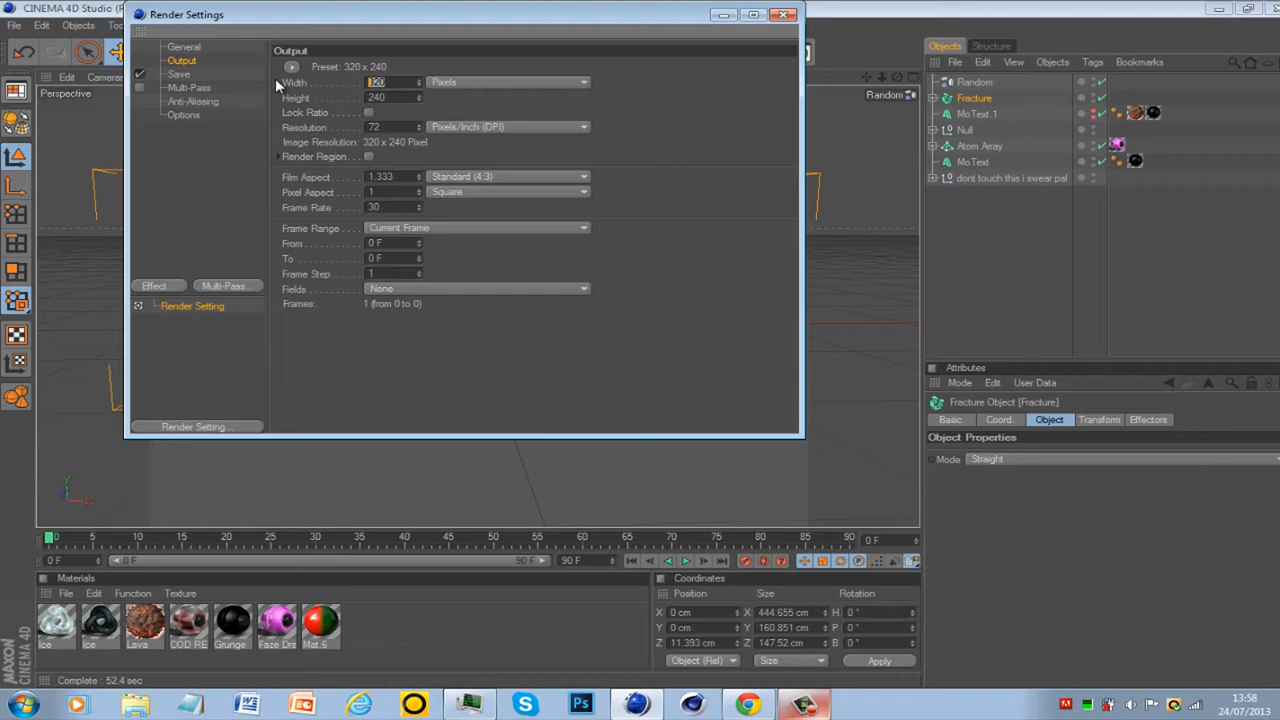 CINEMA 4D Studio (R
Render Settings
File
Edit
Objects
To
Edit
Cameras
Perspective
General
Output
Save
Multi-Pass
Anti-Aliasing
Options
Effect...
Multi-Pass...
Render Setting
Render Setting...
Output
Preset: 320 x 240
Width 320 Pixels
Height 240
Lock Ratio
Resolution 72 Pixels/Inch (DPI)
Image Resolution: 320 x 240 Pixel
Render Region
Film Aspect 1.333 Standard (4:3)
Pixel Aspect 1 Square
Frame Rate 30
Frame Range Current Frame
From 0 F
To 0 F
Frame Step 1
Fields None
Frames: 1 (from 0 to 0)
Random
Objects Structure
File Edit View Objects Tags Bookmarks
Random
Fracture
MoText.1
Null
Atom Array
MoText
dont touch this i swear pal
Attributes
Mode Edit User Data
Fracture Object [Fracture]
Basic Coord. Object Transform Effectors
Object Properties
Mode Straight
Y
X
Z
0 5 10 15 20 25 30 35 40 45 50 55 60 65 70 75 80 85 90
0 F
0 F 0 F 90 F 90 F
Materials
File Edit Function Texture
Ice Ice Lava COD RE Grunge Faze Dra Mat.6
Coordinates
Position Size Rotation
X 0 cm X 444.655 cm H 0 °
Y 0 cm Y 160.851 cm P 0 °
Z 11.393 cm Z 147.52 cm B 0 °
Object (Rel) Size Apply
MAXON
CINEMA 4D
Complete : 52.4 sec
Ps
13:58
24/07/2013